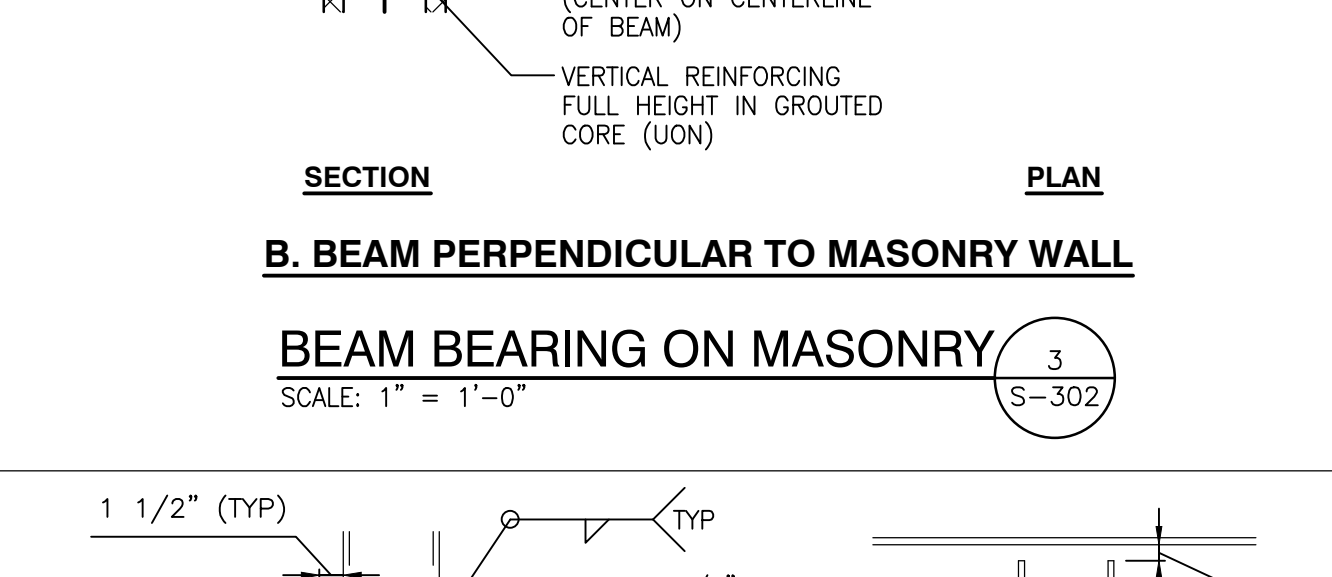 (CENTER ON CENTERLINE
OF BEAM)
VERTICAL REINFORCING
FULL HEIGHT IN GROUTED
CORE (UON)
SECTION
PLAN
B. BEAM PERPENDICULAR TO MASONRY WALL
BEAM BEARING ON MASONRY
3
SCALE: 1” = 1’–0”
S–302
1 1/2” (TYP)
TYP